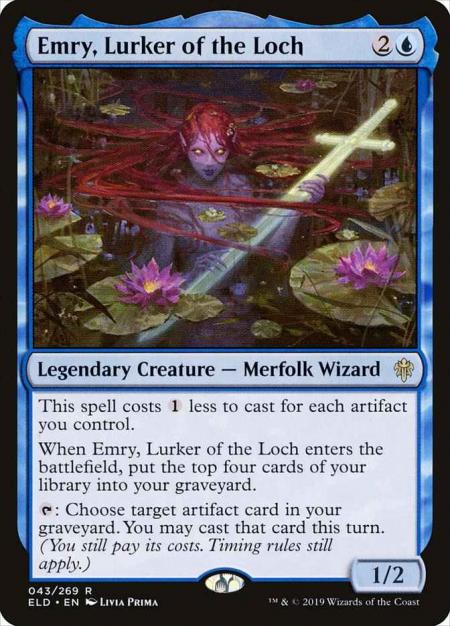 Emry, Lurker of the Loch 2
Legendary Creature — Merfolk Wizard
This spell costs 1 less to cast for each artifact
you control.
When Emry, Lurker of the Loch enters the
battlefield, put the top four cards of your
library into your graveyard.
: Choose target artifact card in your
graveyard. You may cast that card this turn.
(You still pay its costs. Timing rules still
apply.)
1/2
043/269 R
ELD • EN LIVIA PRIMA
™ & © 2019 Wizards of the Coast